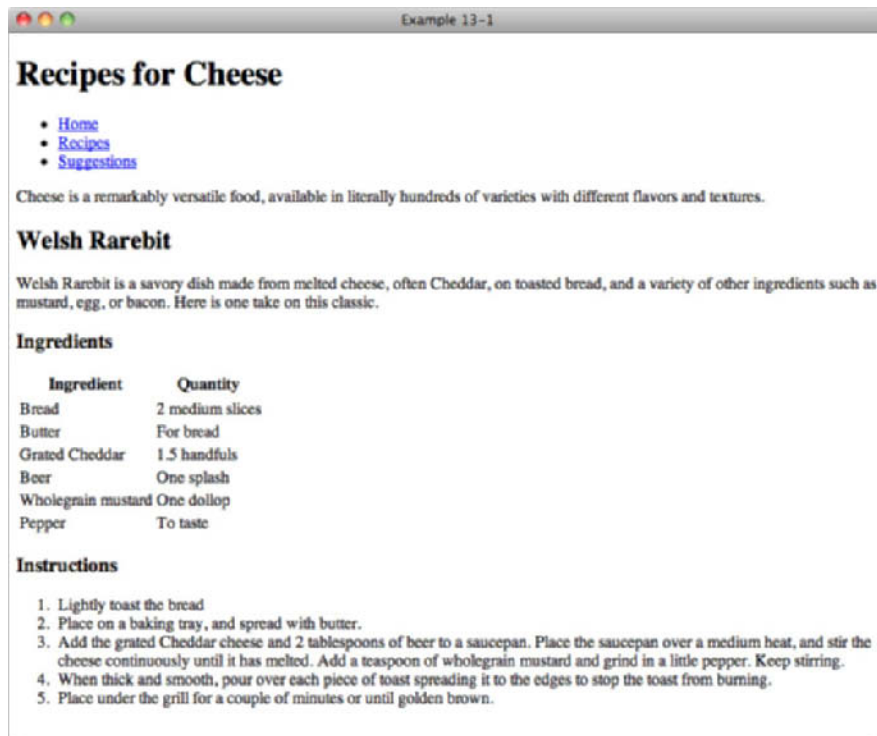 Example 13-1
Recipes for Cheese
• Home
• Recipes
• Suggestions
Cheese is a remarkably versatile food, available in literally hundreds of varieties with different flavors and textures.
Welsh Rarebit
Welsh Rarebit is a savory dish made from melted cheese, often Cheddar, on toasted bread, and a variety of other ingredients such as
mustard, egg, or bacon. Here is one take on this classic.
Ingredients
Ingredient Quantity
Bread 2 medium slices
Butter For bread
Grated Cheddar 1.5 handfuls
Beer One splash
Wholegrain mustard One dollop
Pepper To taste
Instructions
1. Lightly toast the bread
2. Place on a baking tray, and spread with butter.
3. Add the grated Cheddar cheese and 2 tablespoons of beer to a saucepan. Place the saucepan over a medium heat, and stir the
cheese continuously until it has melted. Add a teaspoon of wholegrain mustard and grind in a little pepper. Keep stirring.
4. When thick and smooth, pour over each piece of toast spreading it to the edges to stop the toast from burning.
5. Place under the grill for a couple of minutes or until golden brown.